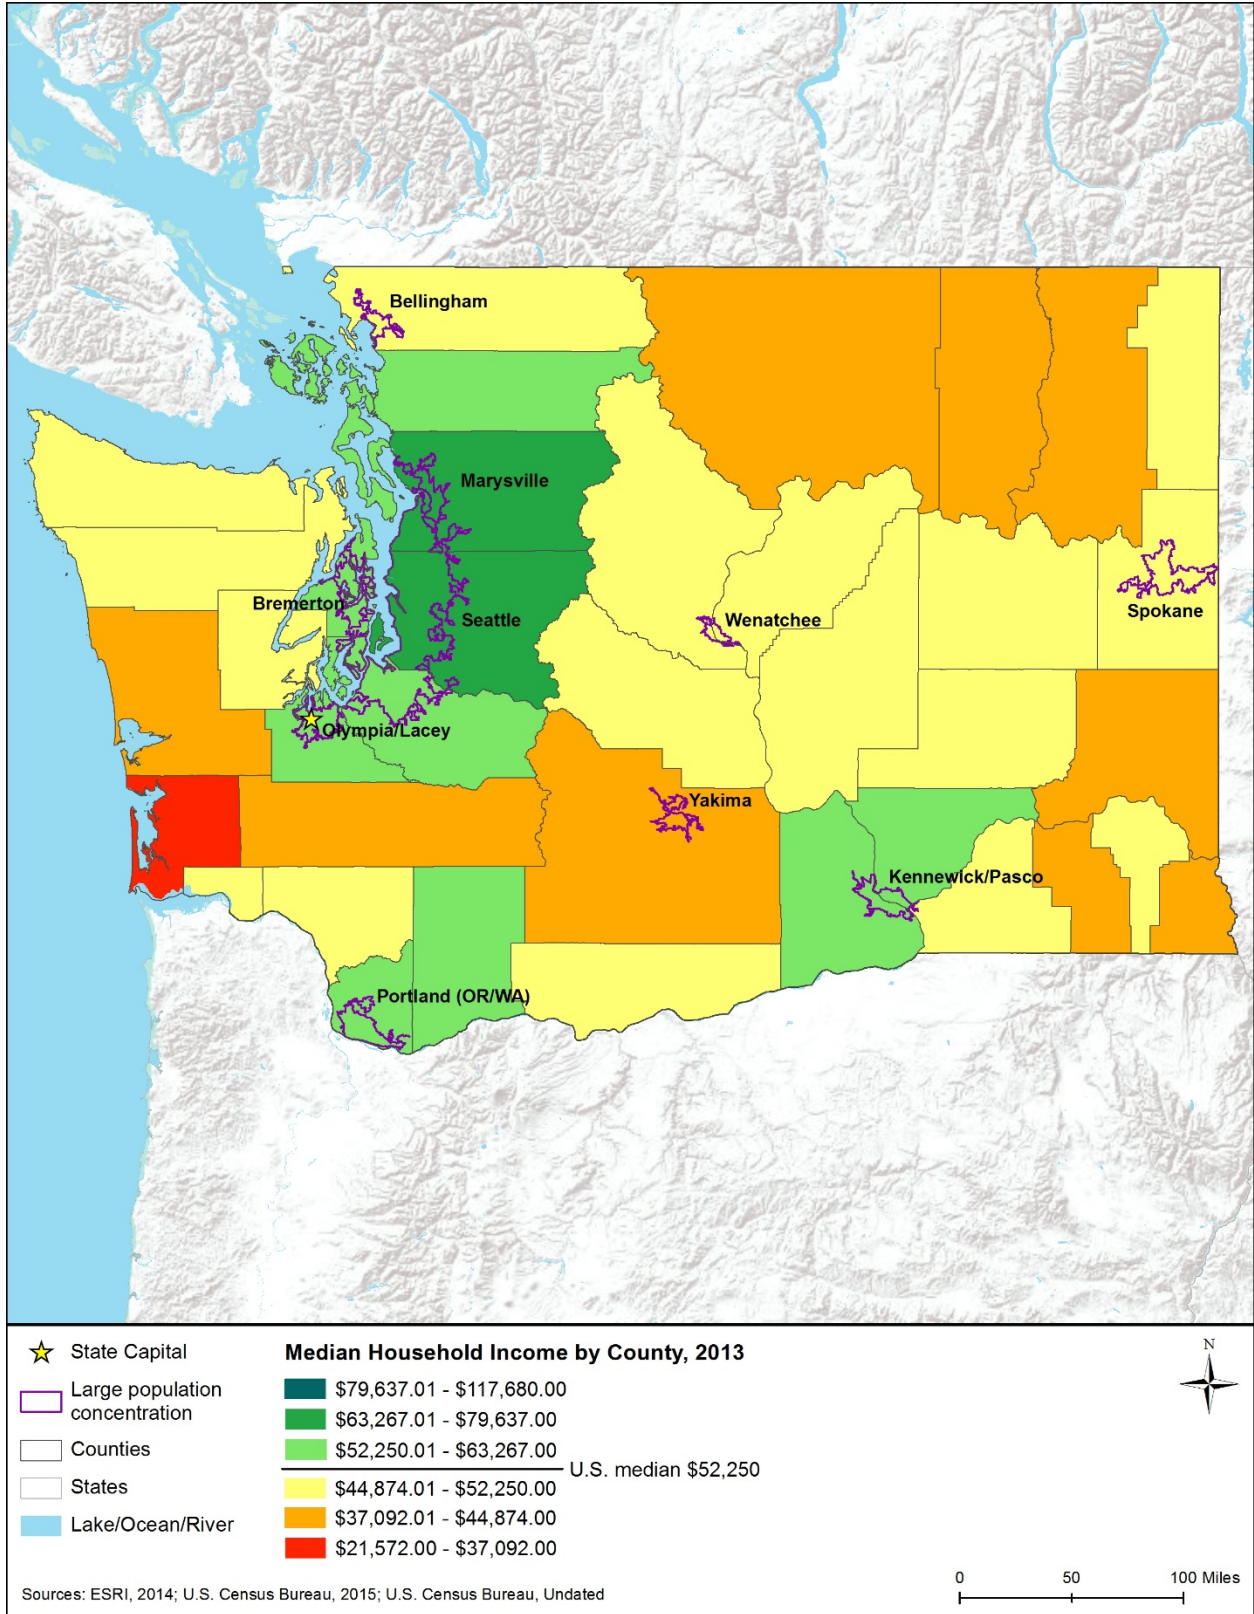 Bellingham
Marysville
Bremerton
Seattle
Wenatchee
Spokane
Olympia/Lacey
Yakima
Kennewick/Pasco
Portland (OR/WA)
State Capital
Large population
concentration
Counties
States
Lake/Ocean/River
Median Household Income by County, 2013
$79,637.01 - $117,680.00
$63,267.01 - $79,637.00
$52,250.01 - $63,267.00
U.S. median $52,250
$44,874.01 - $52,250.00
$37,092.01 - $44,874.00
$21,572.00 - $37,092.00
N
0 50 100 Miles
Sources: ESRI, 2014; U.S. Census Bureau, 2015; U.S. Census Bureau, Undated